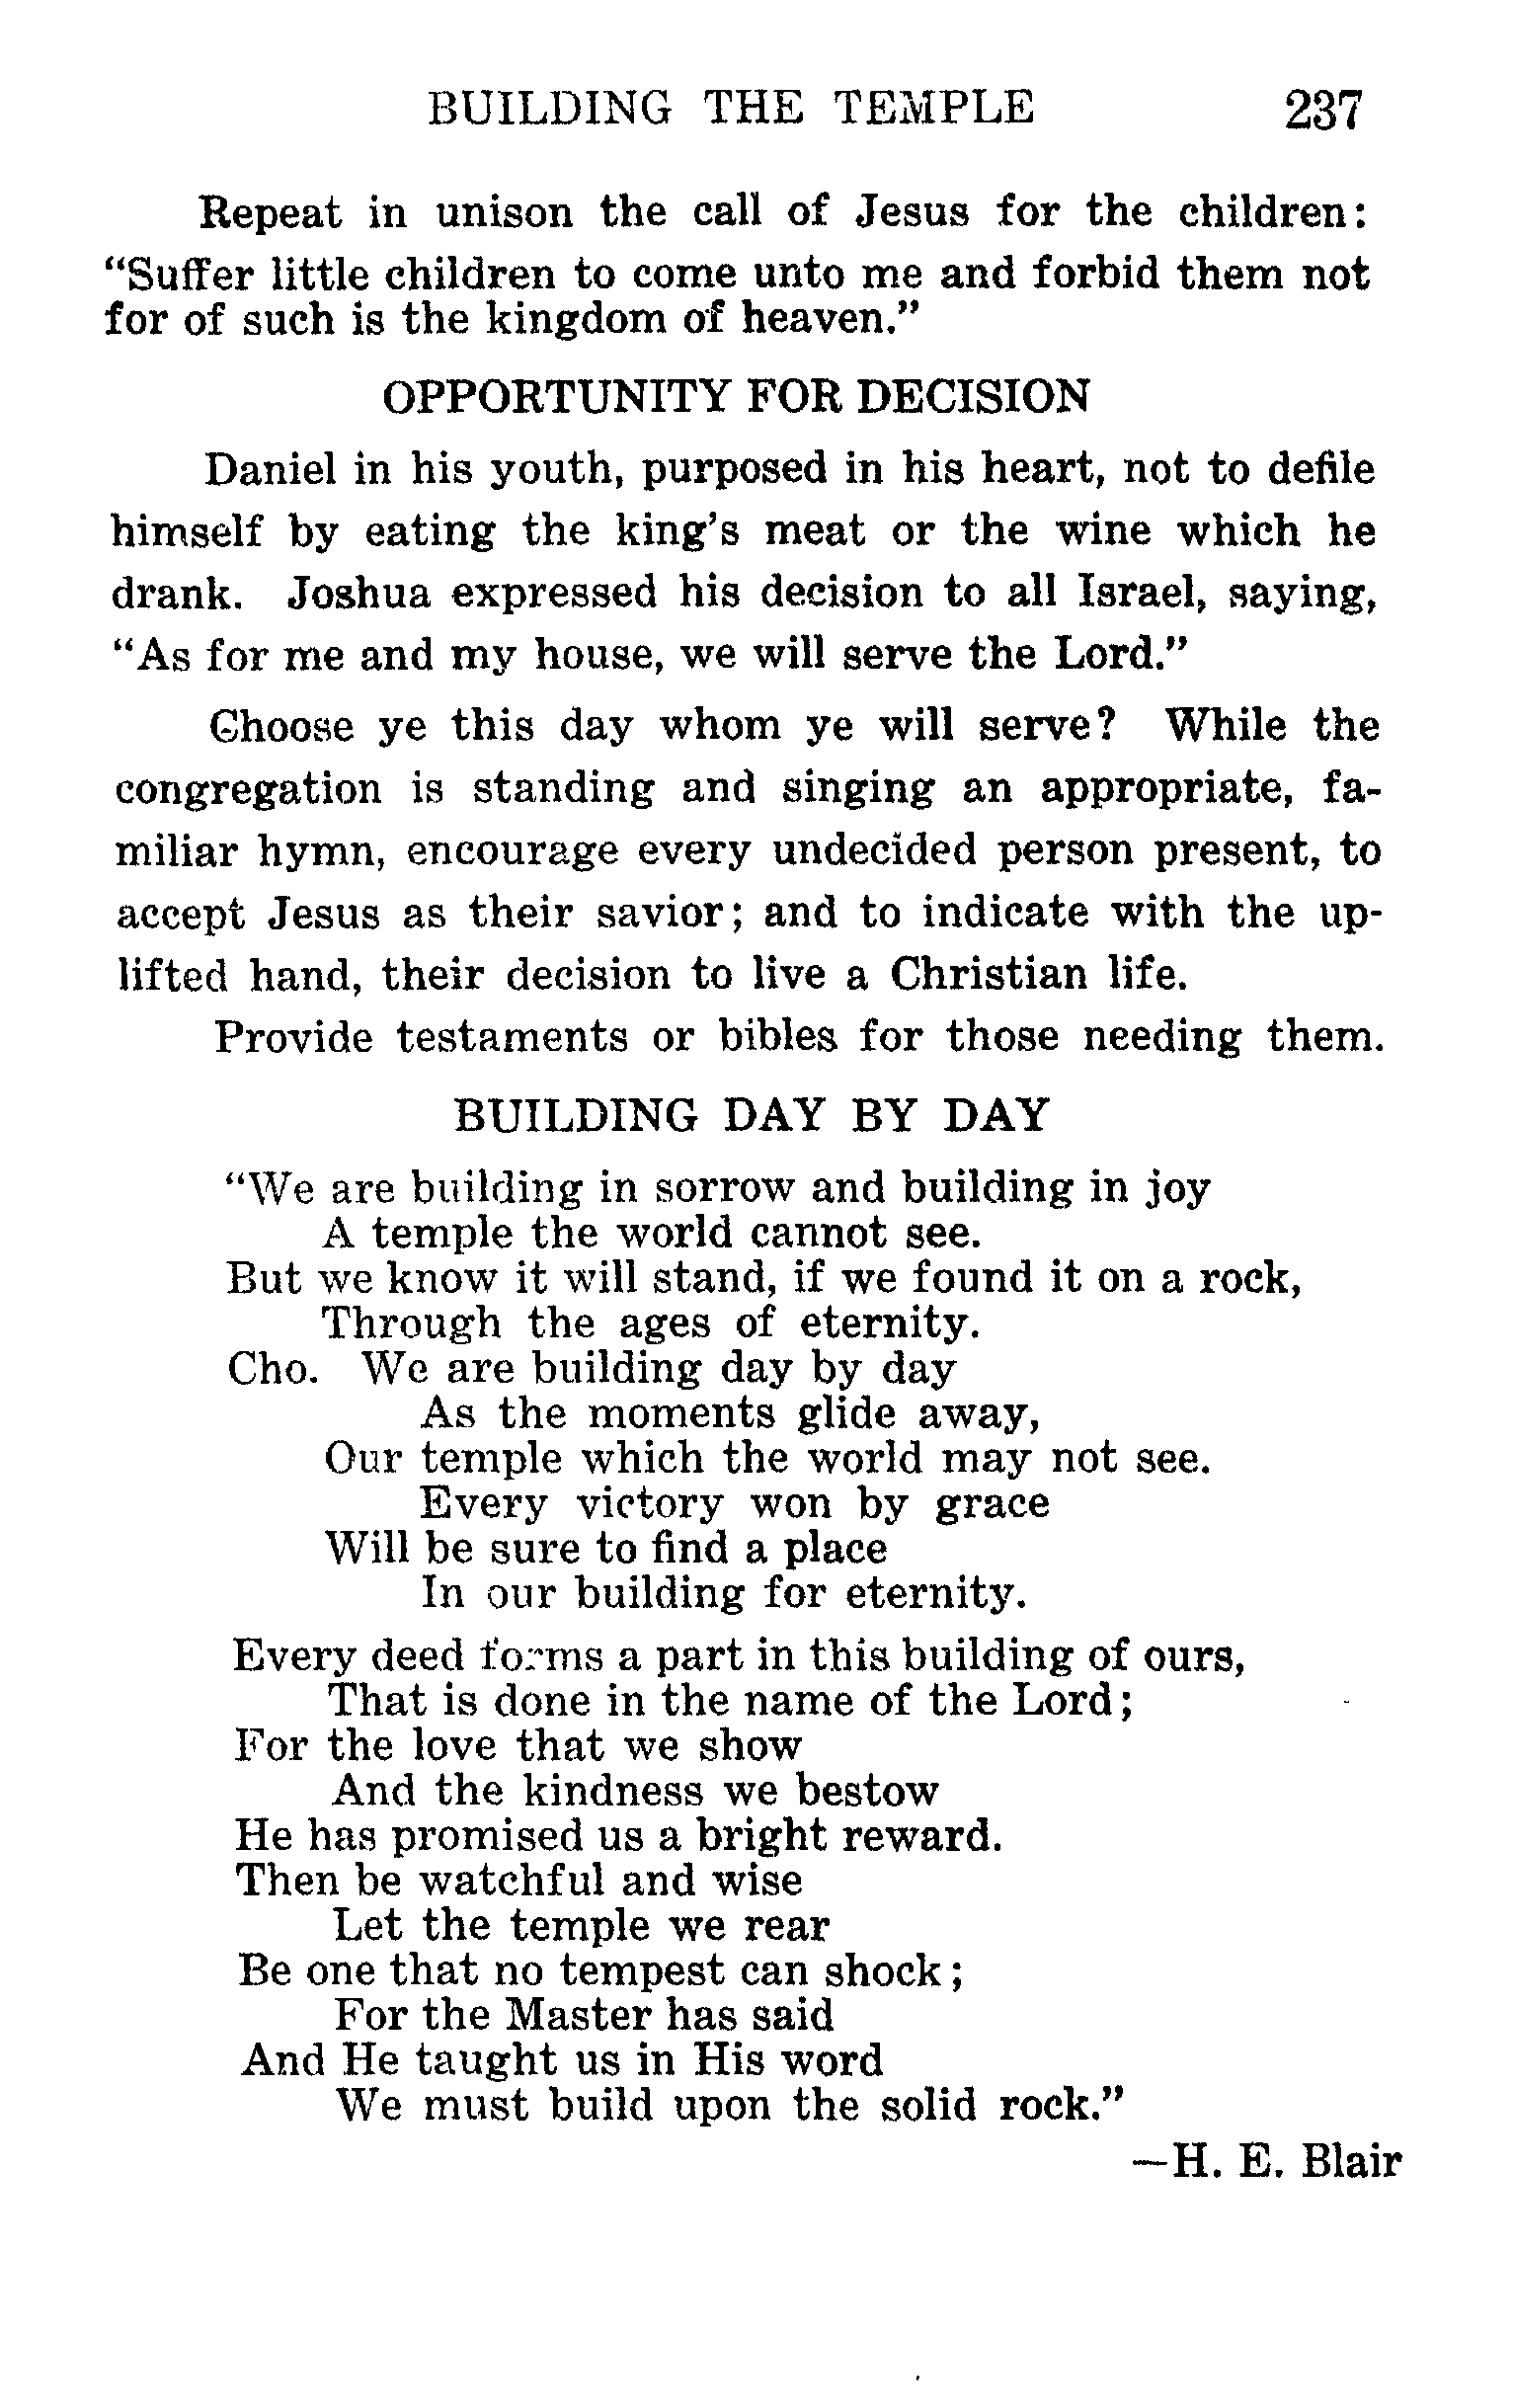 BUILDING THE TEMPLE 237
Repeat in unison the call of Jesus for the children:
“Suffer little children to come unto me and forbid them not
for of such is the kingdom of heaven.”
OPPORTUNITY FOR DECISION
Daniel in his youth, purposed in his heart, not to defile
himself by eating the king’s meat or the wine which he
drank. Joshua expressed his decision to all Israel, saying,
“As for me and my house, we will serve the Lord.”
Choose ye this day whom ye will serve? While the
congregation is standing and singing an appropriate, fa-
miliar hymn, encourage every undecided person present, to
accept Jesus as their savior; and to indicate with the up-
lifted hand, their decision to live a Christian life.
Provide testaments or bibles for those needing them.
BUILDING DAY BY DAY
“We are building in sorrow and building in joy
A temple the world cannot see.
But we know it will stand, if we found it on a rock,
Through the ages of eternity.
Cho. We are building day by day
As the moments glide away,
Our temple which the world may not see.
Every victory won by grace
Will be sure to find a place
In our building for eternity.
Every deed forms a part in this building of ours,
That is done in the name of the Lord;
For the love that we show
And the kindness we bestow
He has promised us a bright reward.
Then be watchful and wise
Let the temple we rear
Be one that no tempest can shock;
For the Master has said
And He taught us in His word
We must build upon the solid rock.”
—H. E. Blair